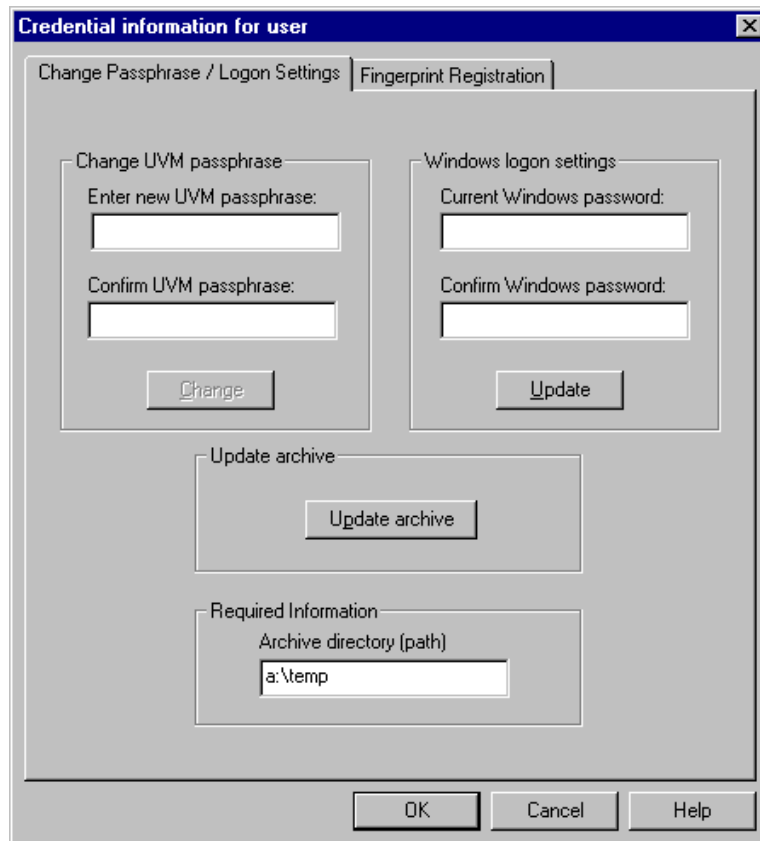 Credential information for user
Change Passphrase / Logon Settings
Fingerprint Registration
Change UVM passphrase
Enter new UVM passphrase:
Confirm UVM passphrase:
Change
Windows logon settings
Current Windows password:
Confirm Windows password:
Update
Update archive
Update archive
Required Information
Archive directory (path)
a:\temp
OK
Cancel
Help